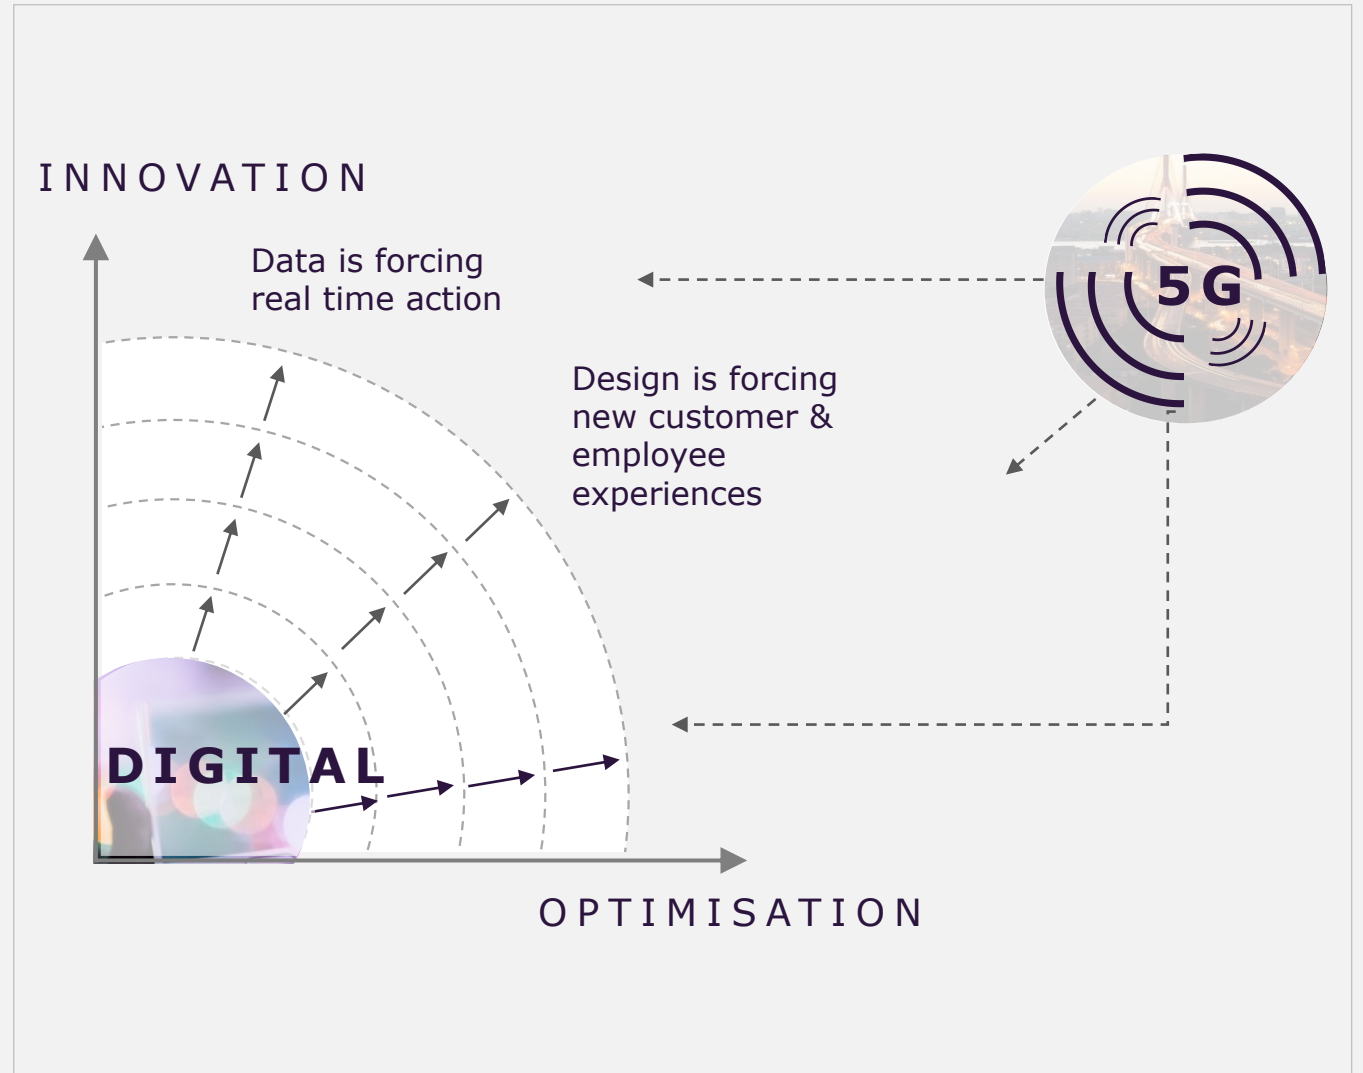 INNOVATION
Data is forcing
real time action
5G
Design is forcing
new customer &
employee
experiences
DIGITAL
OPTIMISATION